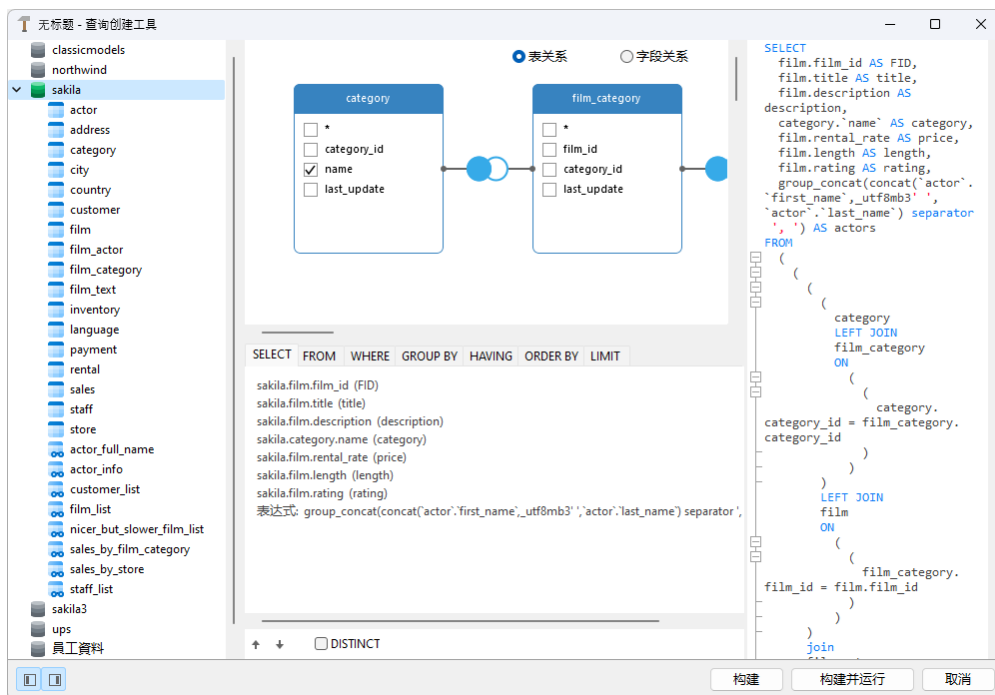 无标题 - 查询创建工具
classicmodels
northwind
sakila
actor
address
category
city
country
customer
film
film_actor
film_category
film_text
inventory
language
payment
rental
sales
staff
store
actor_full_name
actor_info
customer_list
film_list
nicer_but_slower_film_list
sales_by_film_category
sales_by_store
staff_list
sakila3
ups
員工資料
表关系
字段关系
category
*
category_id
name
last_update
film_category
*
film_id
category_id
last_update
SELECT FROM WHERE GROUP BY HAVING ORDER BY LIMIT
sakila.film.film_id (FID)
sakila.film.title (title)
sakila.film.description (description)
sakila.category.name (category)
sakila.film.rental_rate (price)
sakila.film.length (length)
sakila.film.rating (rating)
表达式: group_concat(concat(`actor`.`first_name`,_utf8mb3' ',`actor`.`last_name`) separator ',
DISTINCT
SELECT
film.film_id AS FID,
film.title AS title,
film.description AS
description,
category.`name` AS category,
film.rental_rate AS price,
film.length AS length,
film.rating AS rating,
group_concat(concat(`actor`.
`first_name`,_utf8mb3' ',
`actor`.`last_name`) separator
', ') AS actors
FROM
(
(
(
(
category
LEFT JOIN
film_category
ON
(
(
category.
category_id = film_category.
category_id
)
)
)
LEFT JOIN
film
ON
(
(
film_category.
film_id = film.film_id
)
)
)
join
构建
构建并运行
取消